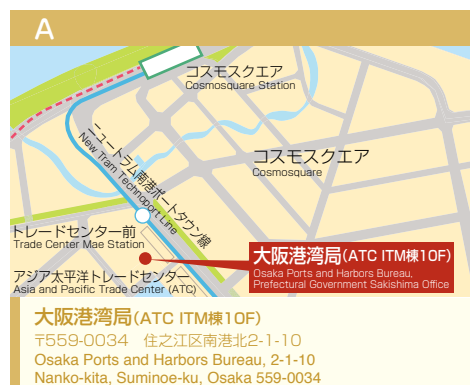 A
コスモスクエア
Cosmosquare Station
ニュートラム南港ポートタウン線
New Tram Technoport Line
コスモスクエア
Cosmosquare
トレードセンター前
Trade Center Mae Station
大阪港湾局(ATC ITM棟10F)
Osaka Ports and Harbors Bureau,
Prefectural Government Sakishima Office
アジア太平洋トレードセンター
Asia and Pacific Trade Center (ATC)
大阪港湾局(ATC ITM棟10F)
〒559-0034 住之江区南港北2-1-10
Osaka Ports and Harbors Bureau, 2-1-10
Nanko-kita, Suminoe-ku, Osaka 559-0034